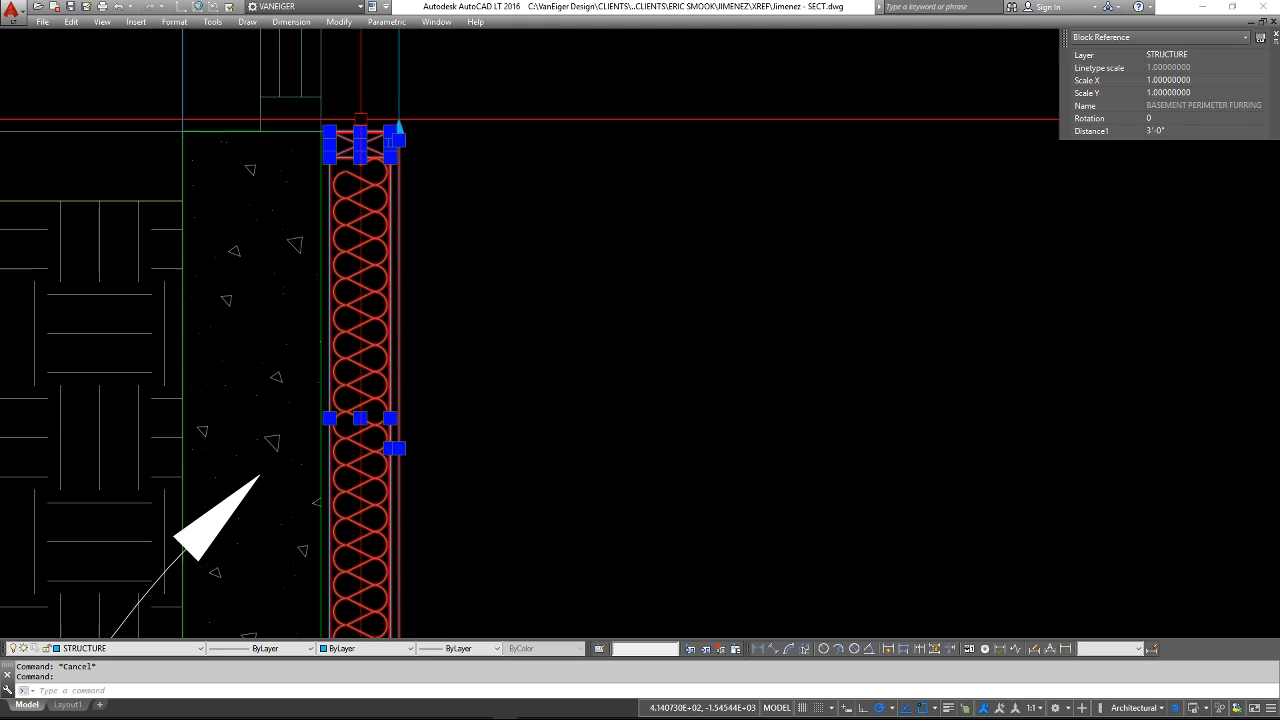 VANEIGER
Autodesk AutoCAD LT 2016 C:\VanEiger Design\CLIENTS\...CLIENTS\ERIC SMOOK\JIMENEZ\XREF\Jimenez - SECT.dwg
Type a keyword or phrase
Sign In
LT
File Edit View Insert Format Tools Draw Dimension Modify Parametric Window Help
Block Reference
Layer STRUCTURE
Linetype scale 1.00000000
Scale X 1.00000000
Scale Y 1.00000000
Name BASEMENT PERIMETER FURRING
Rotation 0
Distance1 3'-0"
STRUCTURE ByLayer ByLayer ByLayer ByColor
Command: *Cancel*
Command:
Type a command
Model Layout1 +
4.140730E+02, -1.54544E+03 MODEL 1:1 Architectural